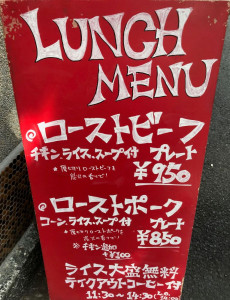 LUNCH
MENU
ローストビーフ
チキン、ライス、スープ付 プレート
¥950
ローストポーク
コーン、ライス、スープ付 プレート
¥850
※チキン追加
+¥100
ライス大盛無料
テイクアウトコーヒー付
11:30〜14:30